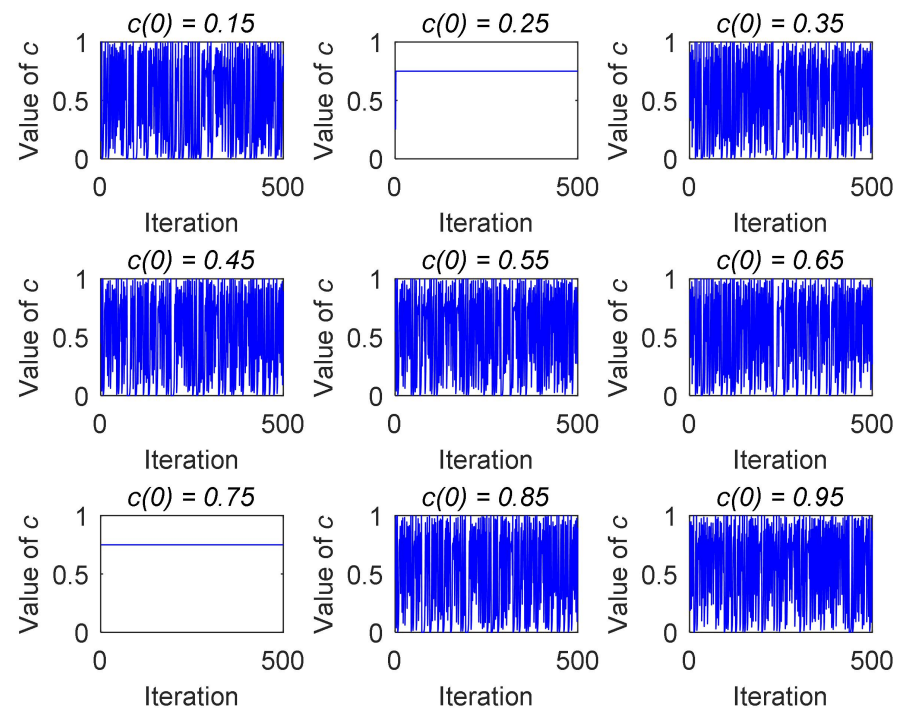 c(0) = 0.15 c(0) = 0.25 c(0) = 0.35
1 1 1
Value of c Value of c Value of c
0.5 0.5 0.5
0 0 0
0 500 0 500 0 500
Iteration Iteration Iteration
c(0) = 0.45 c(0) = 0.55 c(0) = 0.65
1 1 1
Value of c Value of c Value of c
0.5 0.5 0.5
0 0 0
0 500 0 500 0 500
Iteration Iteration Iteration
c(0) = 0.75 c(0) = 0.85 c(0) = 0.95
1 1 1
Value of c Value of c Value of c
0.5 0.5 0.5
0 0 0
0 500 0 500 0 500
Iteration Iteration Iteration